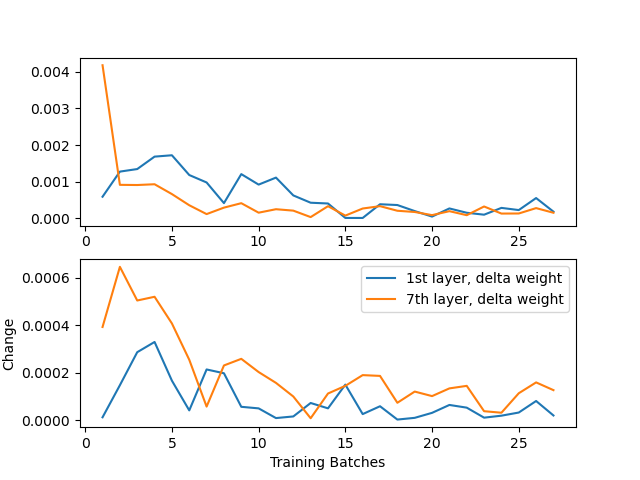 0.004
0.003
0.002
0.001
0.000
0 5 10 15 20 25
1st layer, delta weight
7th layer, delta weight
0.0006
0.0004
0.0002
0.0000
Change
0 5 10 15 20 25
Training Batches